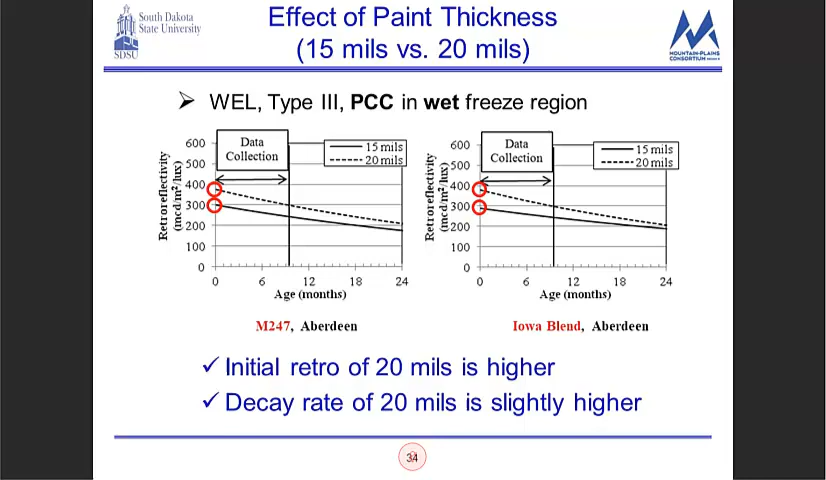 South Dakota
State University
SDSU
Effect of Paint Thickness
(15 mils vs. 20 mils)
MOUNTAIN-PLAINS
CONSORTIUM
WEL, Type III, PCC in wet freeze region
Retroreflectivity
(mcd/m²/lux)
600
500
400
300
200
100
0
Data
Collection
15 mils
20 mils
0 6 12 18 24
Age (months)
M247, Aberdeen
Retroreflectivity
(mcd/m²/lux)
600
500
400
300
200
100
0
Data
Collection
15 mils
20 mils
0 6 12 18 24
Age (months)
Iowa Blend, Aberdeen
✓ Initial retro of 20 mils is higher
✓ Decay rate of 20 mils is slightly higher
34